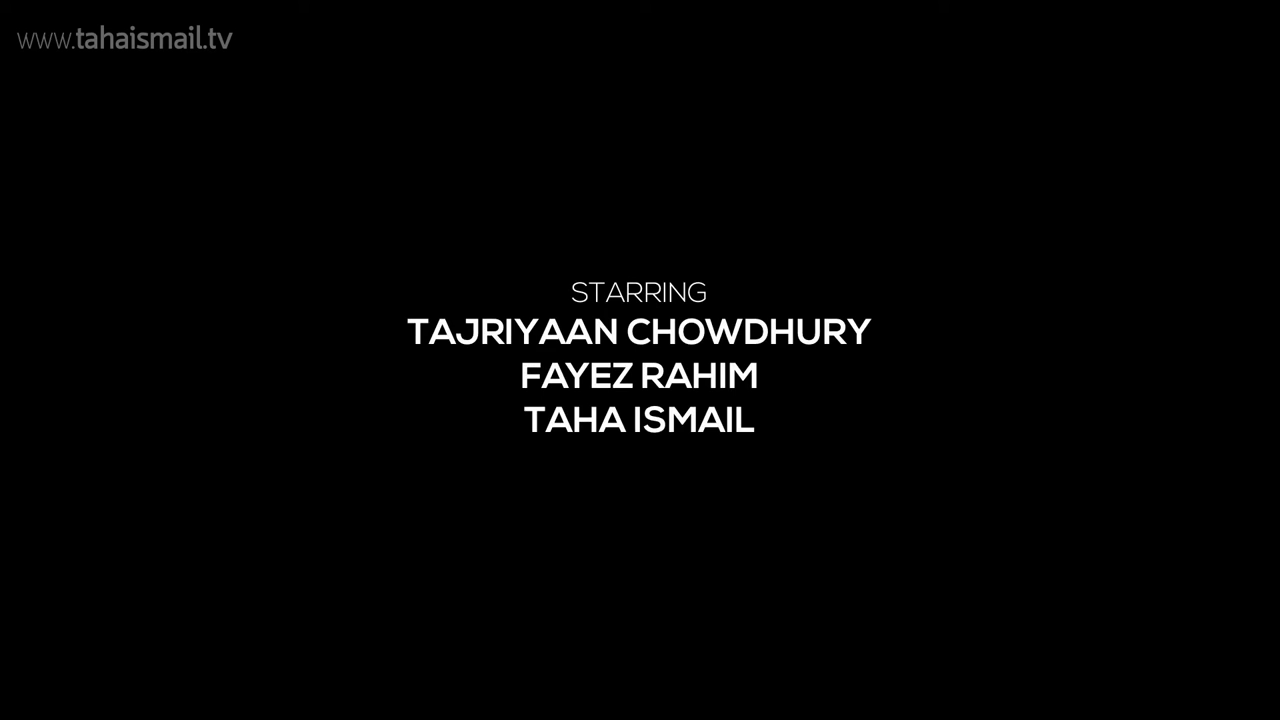 www.tahaismail.tv
STARRING
TAJRIYAAN CHOWDHURY
FAYEZ RAHIM
TAHA ISMAIL